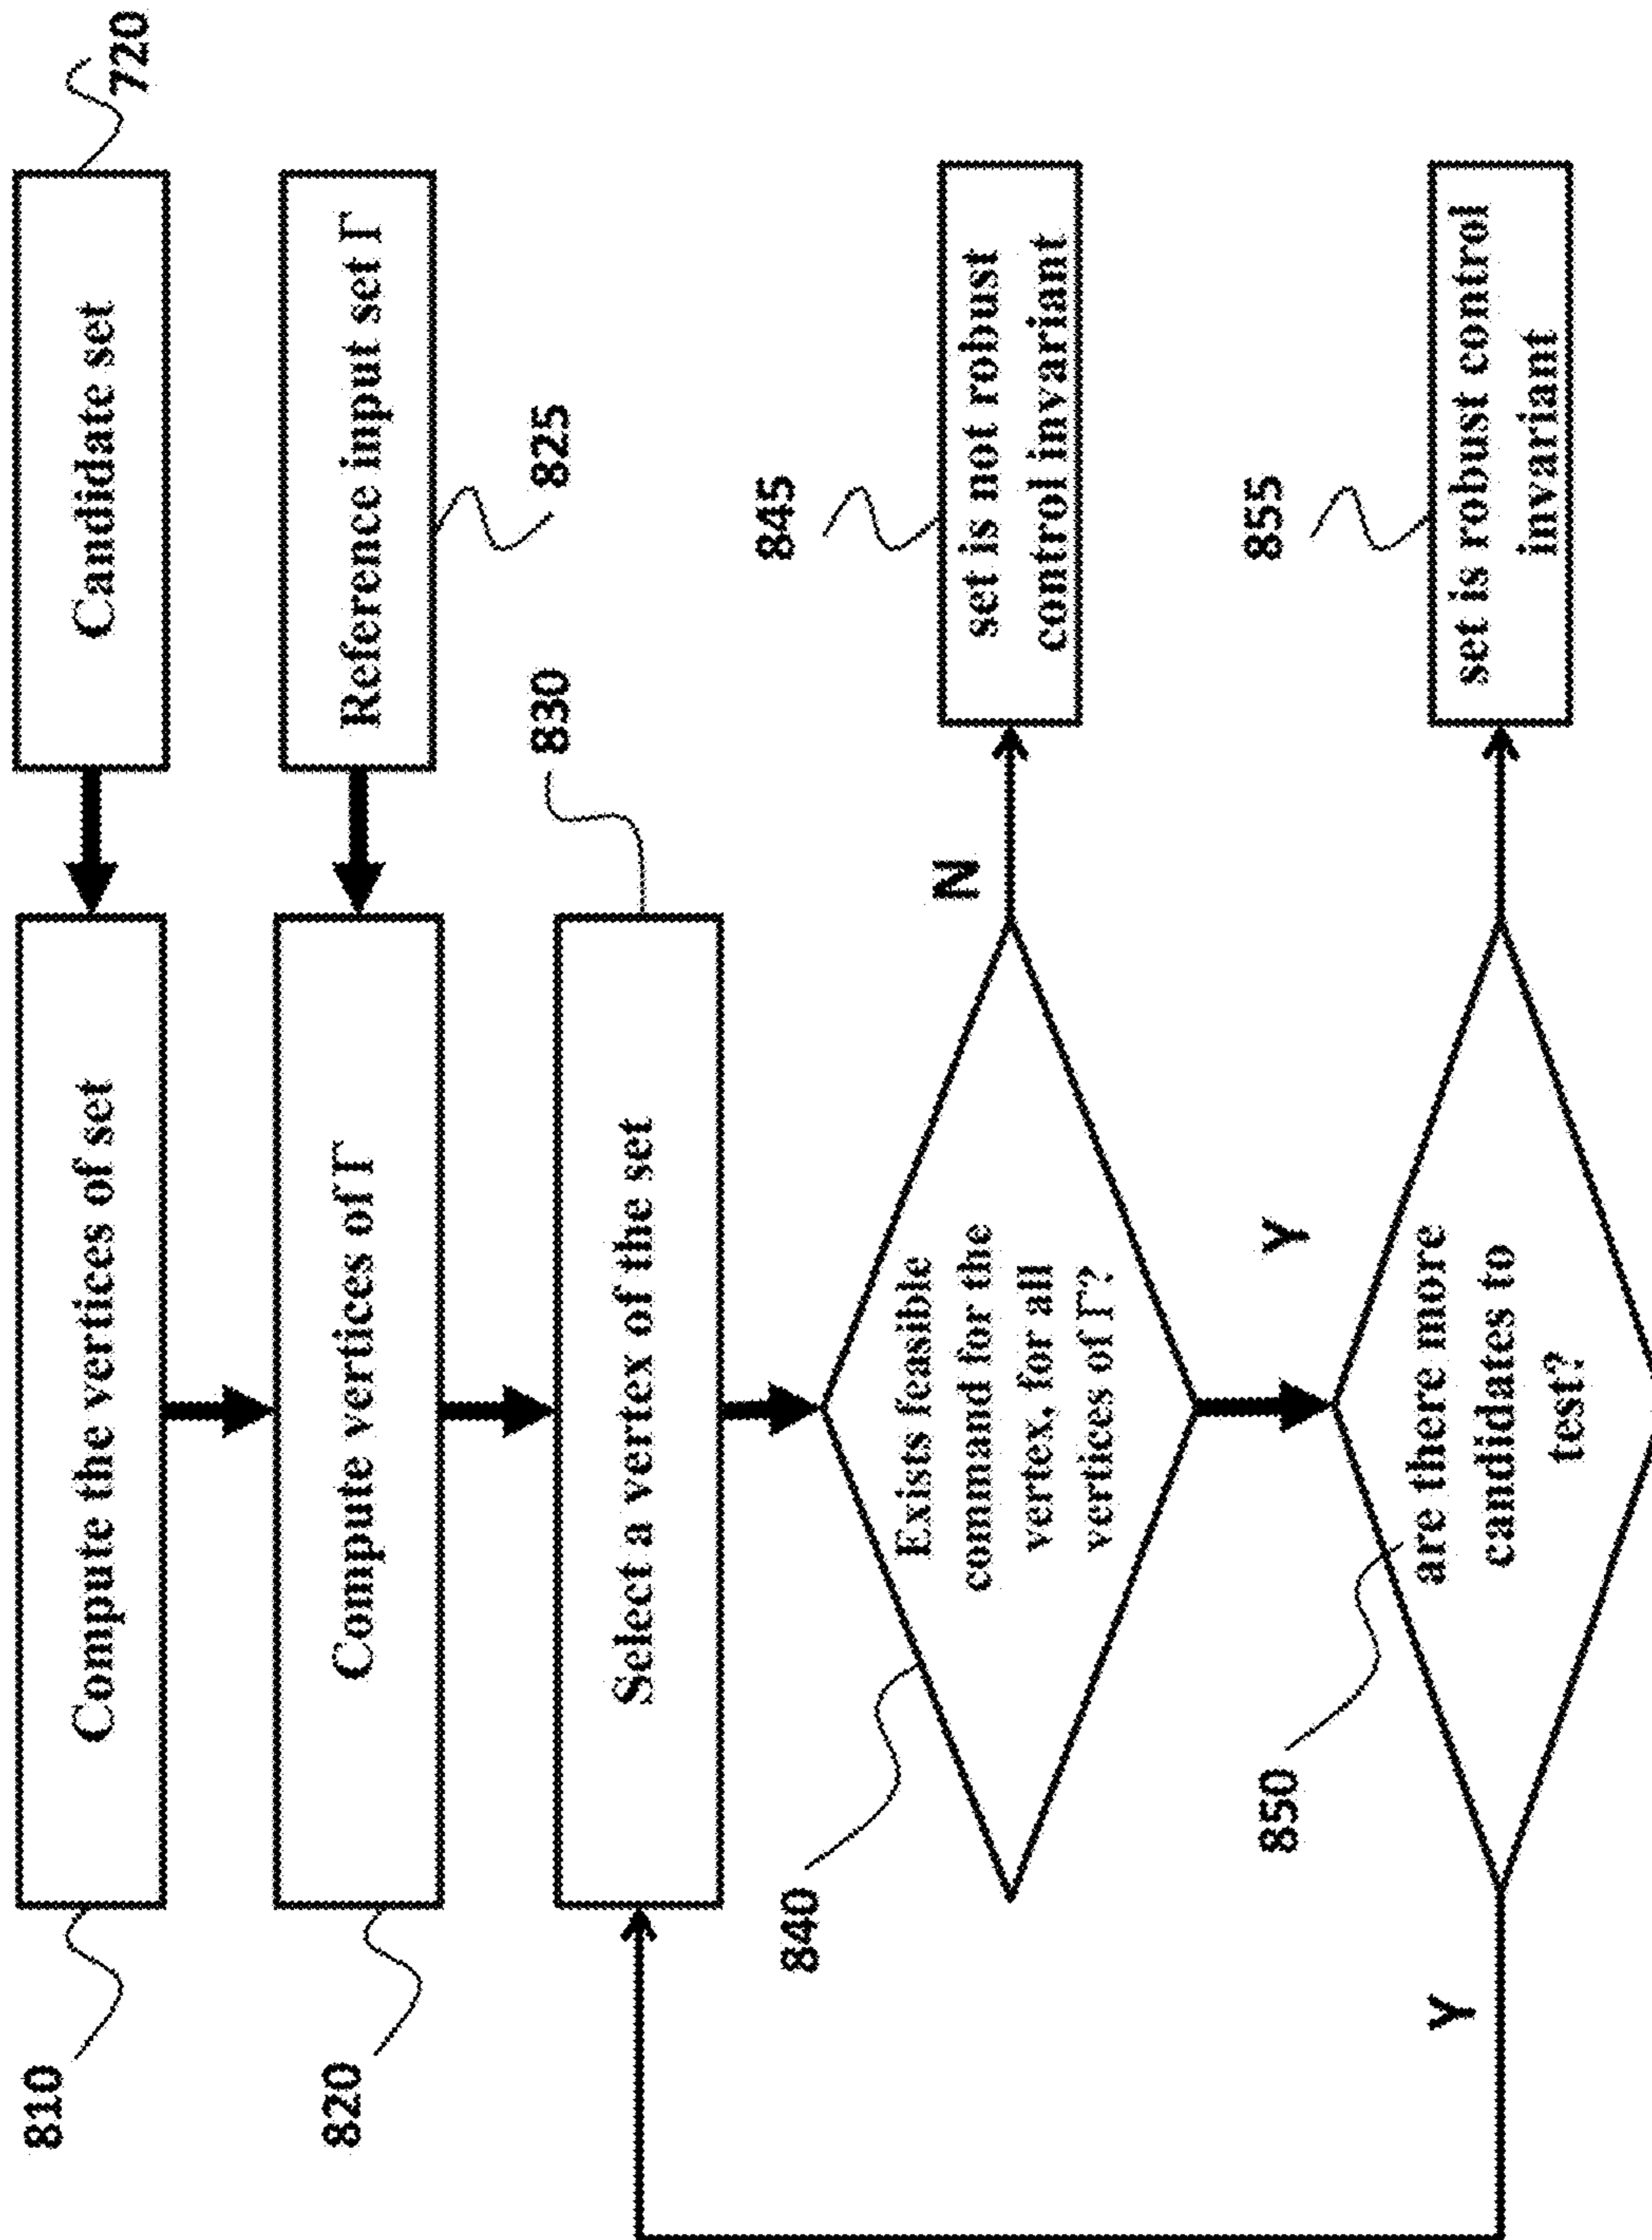 720
Candidate set
810
Compute the vertices of set
Reference input set Γ
825
820
Compute vertices of Γ
830
Select a vertex of the set
840
Exists feasible
command for the
vertex, for all
vertices of Γ?
N
845
set is not robust
control invariant
Y
850
are there more
candidates to
test?
Y
855
set is robust control
invariant